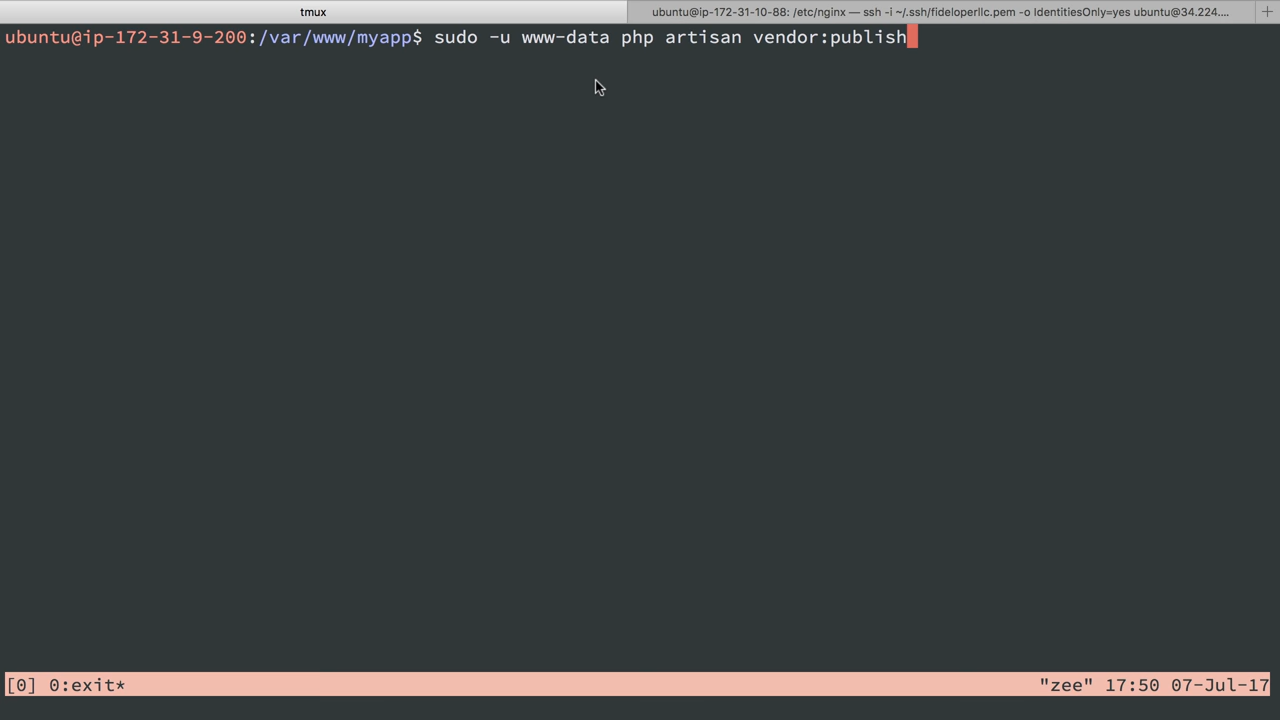 tmux
ubuntu@ip-172-31-10-88: /etc/nginx — ssh -i ~/.ssh/fideloperllc.pem -o IdentitiesOnly=yes ubuntu@34.224....
ubuntu@ip-172-31-9-200:/var/www/myapp$ sudo -u www-data php artisan vendor:publish
[0] 0:exit* "zee" 17:50 07-Jul-17